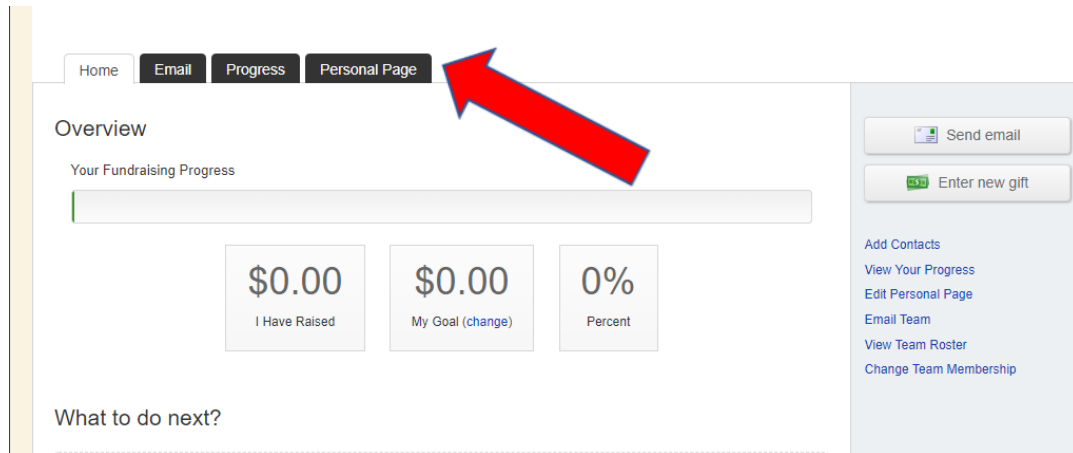 Home Email Progress Personal Page
Overview
Your Fundraising Progress
$0.00
I Have Raised
$0.00
My Goal (change)
0%
Percent
What to do next?
Send email
Enter new gift
Add Contacts
View Your Progress
Edit Personal Page
Email Team
View Team Roster
Change Team Membership